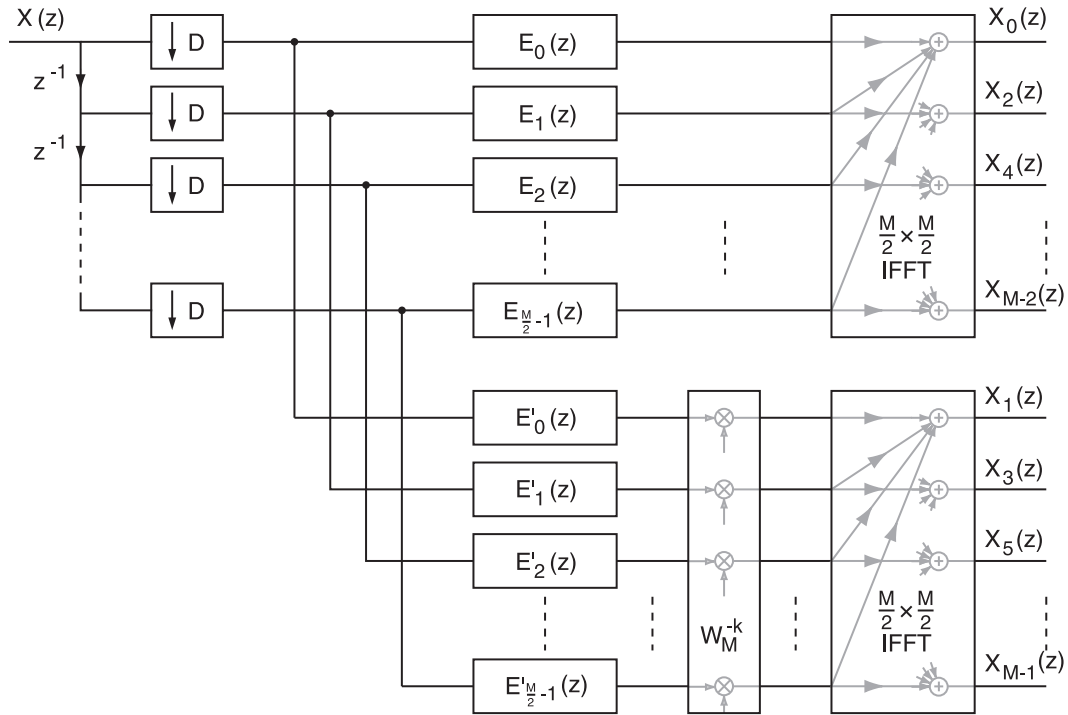 X(z)
↓ D
E₀(z)
X₀(z)
z⁻¹
↓ D
E₁(z)
X₂(z)
z⁻¹
↓ D
E₂(z)
X₄(z)
M/2 × M/2
IFFT
↓ D
E_{M/2-1}(z)
X_{M-2}(z)
E'₀(z)
X₁(z)
E'₁(z)
X₃(z)
E'₂(z)
X₅(z)
W_M^{-k}
M/2 × M/2
IFFT
E'_{M/2-1}(z)
X_{M-1}(z)